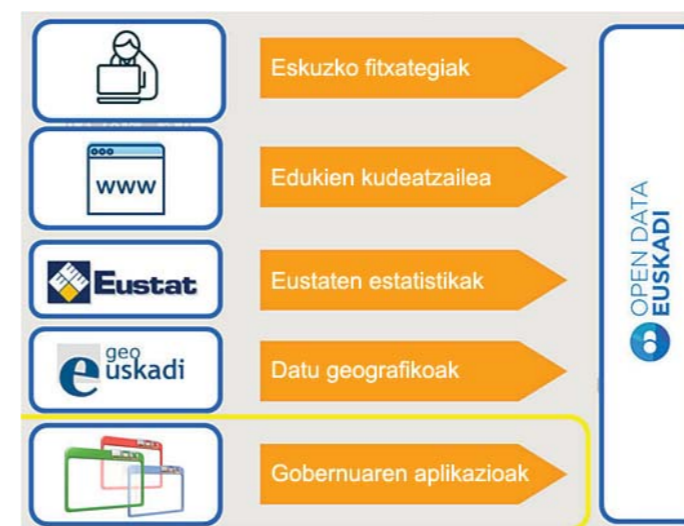 Eskuzko fitxategiak
www
Edukien kudeatzailea
Eustat
Eustaten estatistikak
geo
euskadi
Datu geografikoak
Gobernuaren aplikazioak
OPEN DATA
EUSKADI